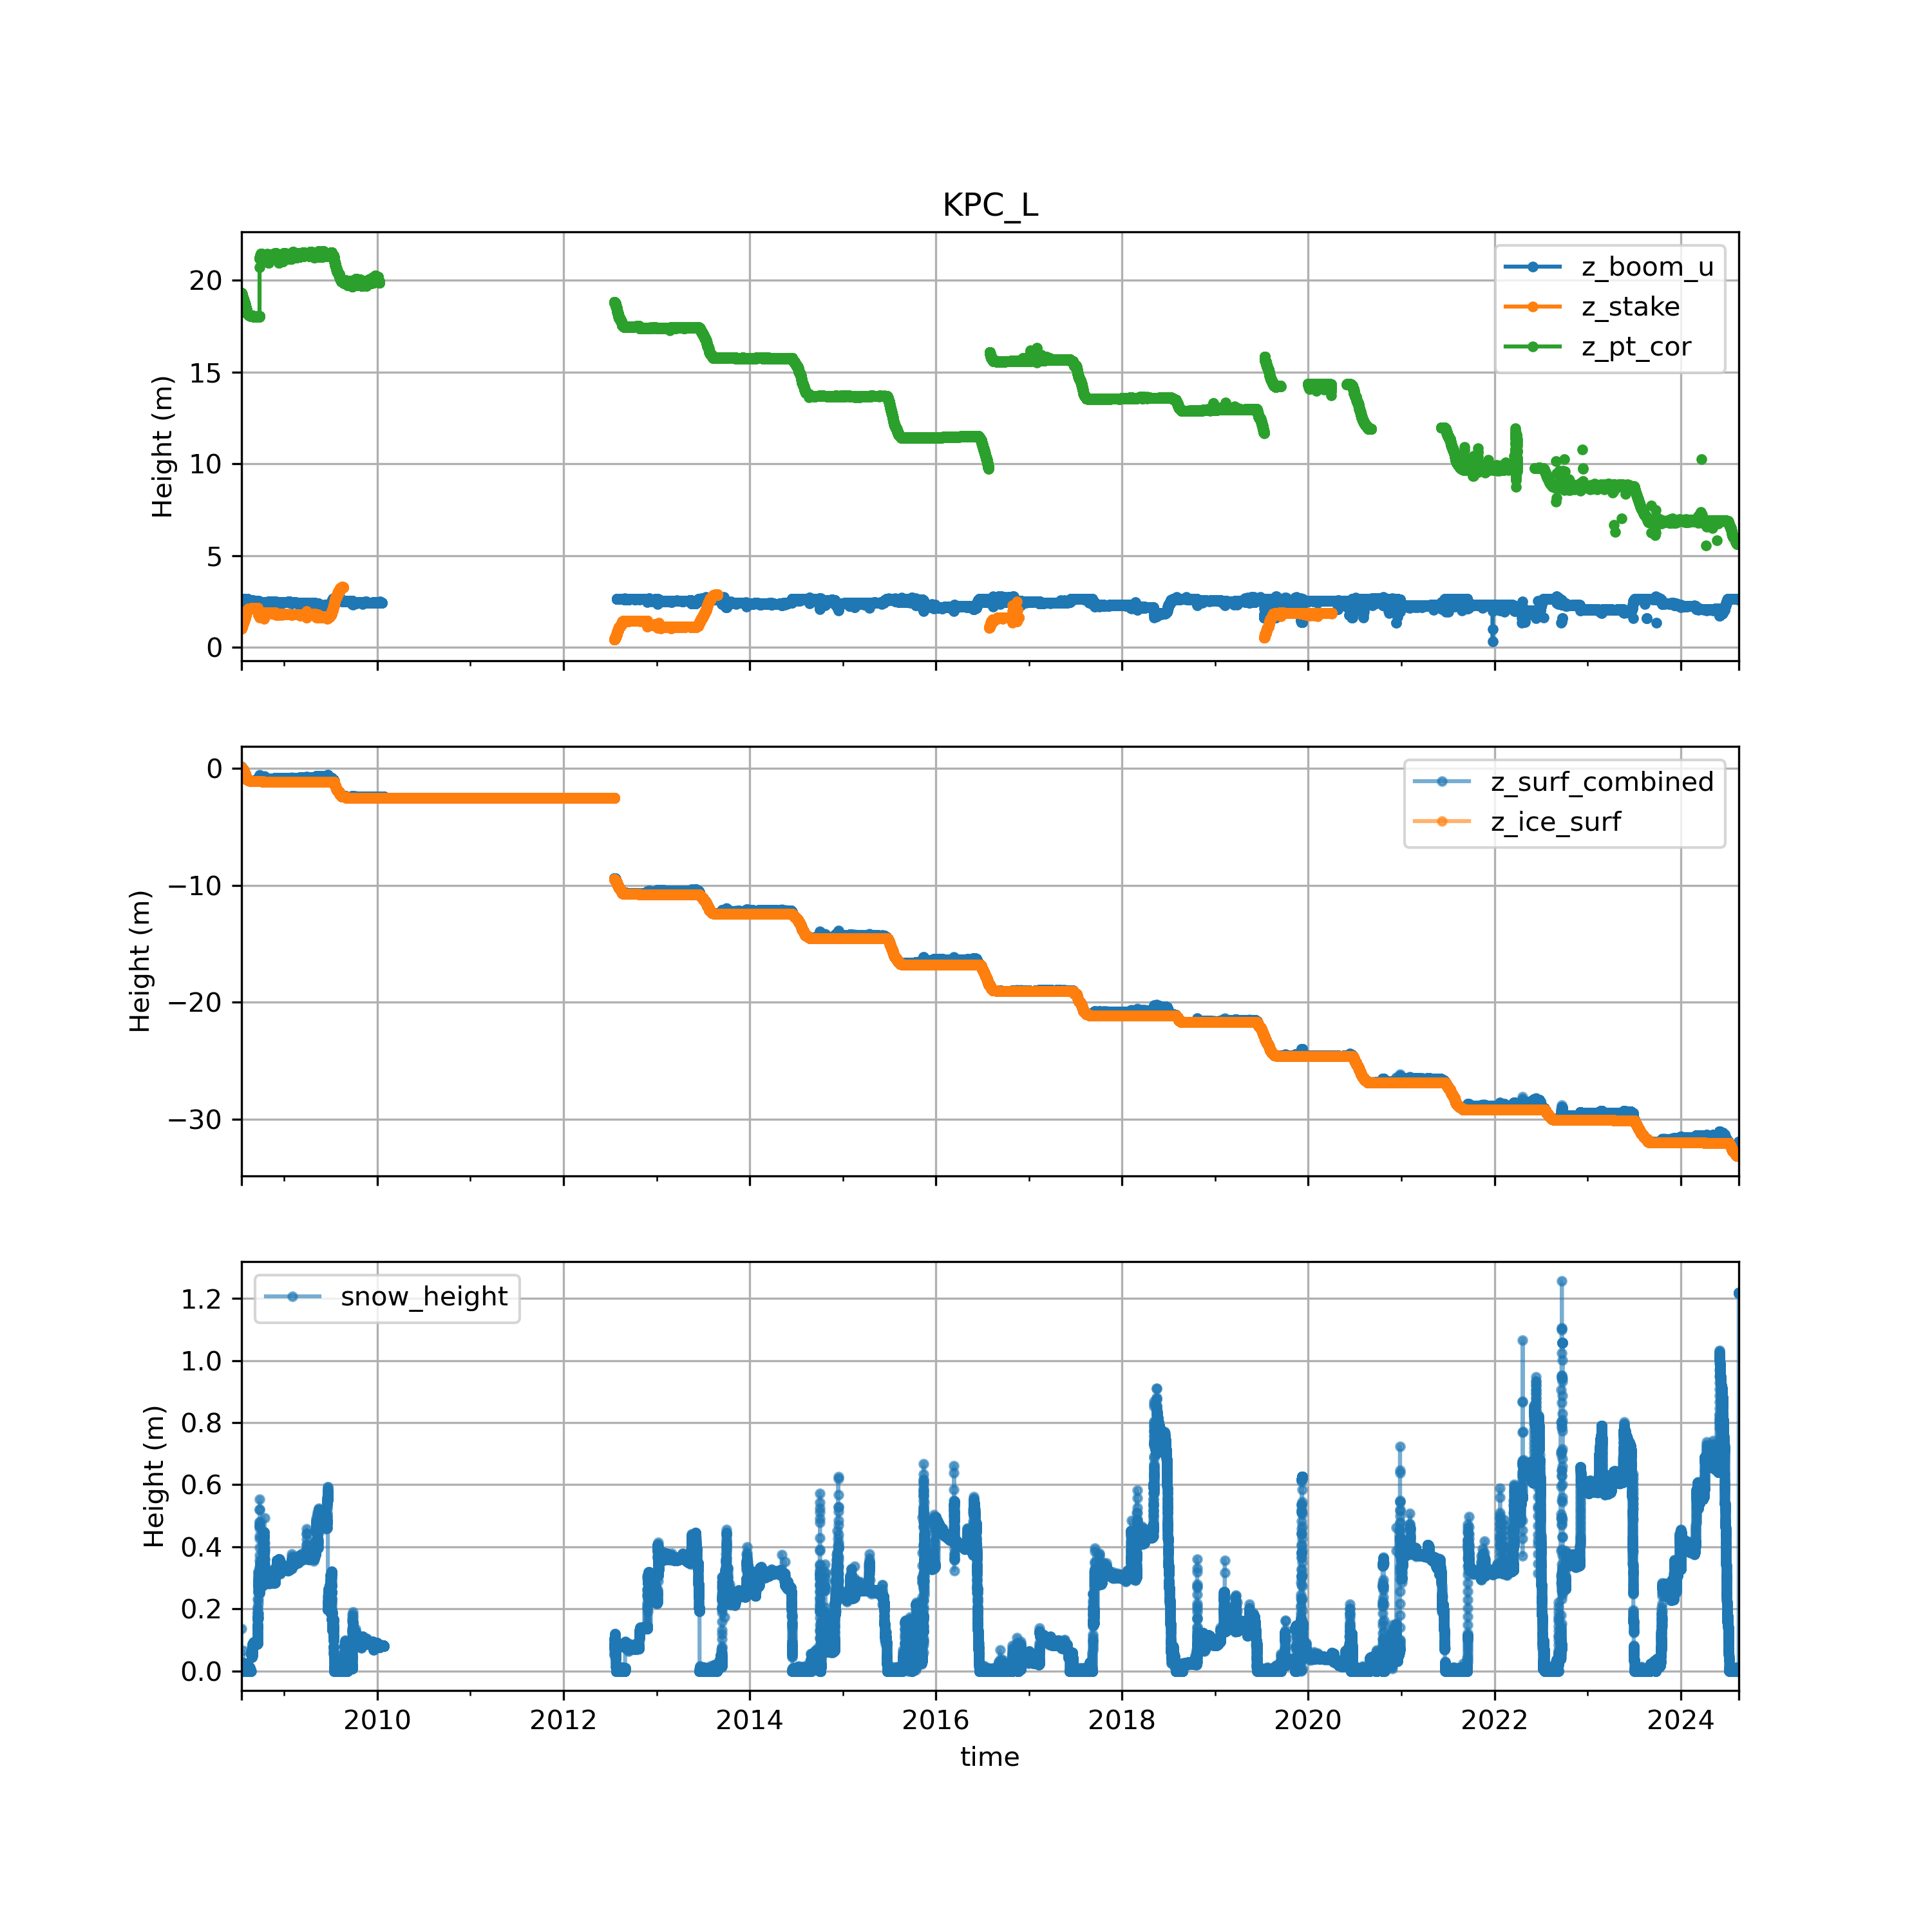 KPC_L
Height (m)
20
15
10
5
0
z_boom_u
z_stake
z_pt_cor
Height (m)
0
−10
−20
−30
z_surf_combined
z_ice_surf
Height (m)
1.2
1.0
0.8
0.6
0.4
0.2
0.0
snow_height
2010 2012 2014 2016 2018 2020 2022 2024
time